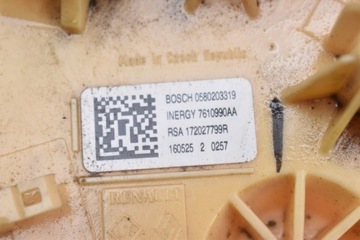 Made in Czech Republic
BOSCH 0580203319
INERGY 7610990AA
RSA 172027799R
160525 2 0257
RENAULT